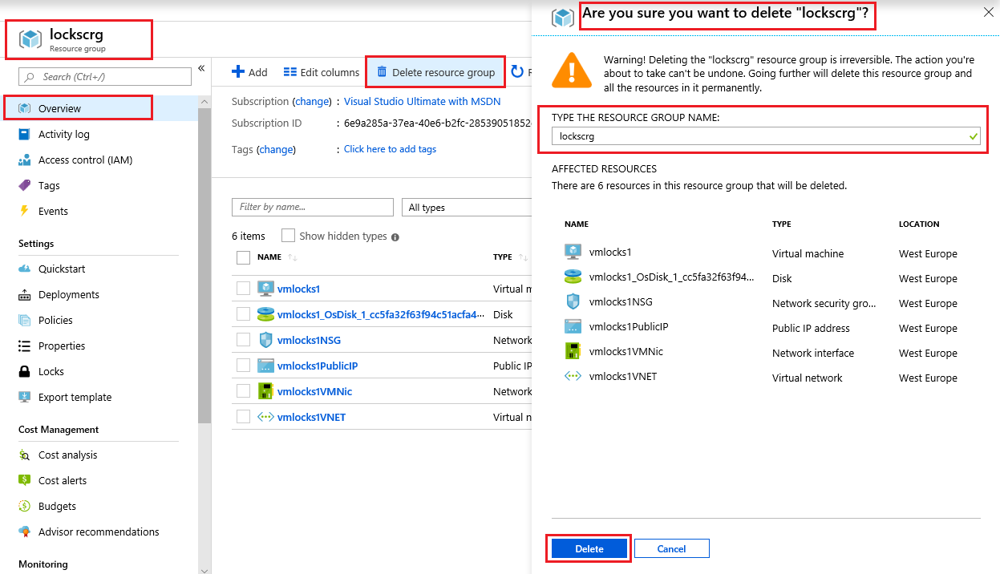 lockscrg
Resource group
Search (Ctrl+/)
«
Overview
Activity log
Access control (IAM)
Tags
Events
Settings
Quickstart
Deployments
Policies
Properties
Locks
Export template
Cost Management
Cost analysis
Cost alerts
Budgets
Advisor recommendations
Monitoring
Add
Edit columns
Delete resource group
Subscription (change) : Visual Studio Ultimate with MSDN
Subscription ID : 6e9a285a-37ea-40e6-b2fc-28539051852
Tags (change) : Click here to add tags
Filter by name...
All types
6 items
Show hidden types
NAME TYPE
vmlocks1 Virtual
vmlocks1_OsDisk_1_cc5fa32f63f94c51acfa4... Disk
vmlocks1NSG Network
vmlocks1PublicIP Public IP
vmlocks1VMNic Network
vmlocks1VNET Virtual
Are you sure you want to delete "lockscrg"?
Warning! Deleting the "lockscrg" resource group is irreversible. The action you're
about to take can't be undone. Going further will delete this resource group and
all the resources in it permanently.
TYPE THE RESOURCE GROUP NAME:
lockscrg
AFFECTED RESOURCES
There are 6 resources in this resource group that will be deleted.
NAME TYPE LOCATION
vmlocks1 Virtual machine West Europe
vmlocks1_OsDisk_1_cc5fa32f63f94... Disk West Europe
vmlocks1NSG Network security gro... West Europe
vmlocks1PublicIP Public IP address West Europe
vmlocks1VMNic Network interface West Europe
vmlocks1VNET Virtual network West Europe
Delete
Cancel